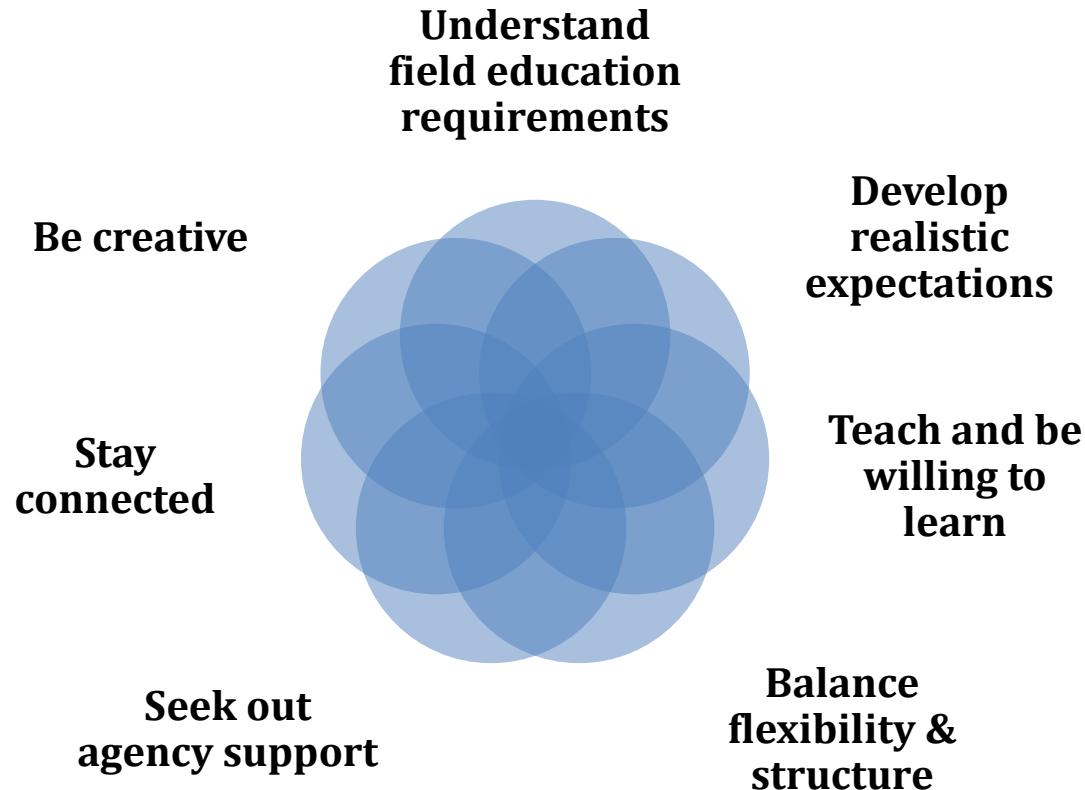 Understand
field education
requirements
Develop
realistic
expectations
Teach and be
willing to
learn
Balance
flexibility &
structure
Seek out
agency support
Stay
connected
Be creative